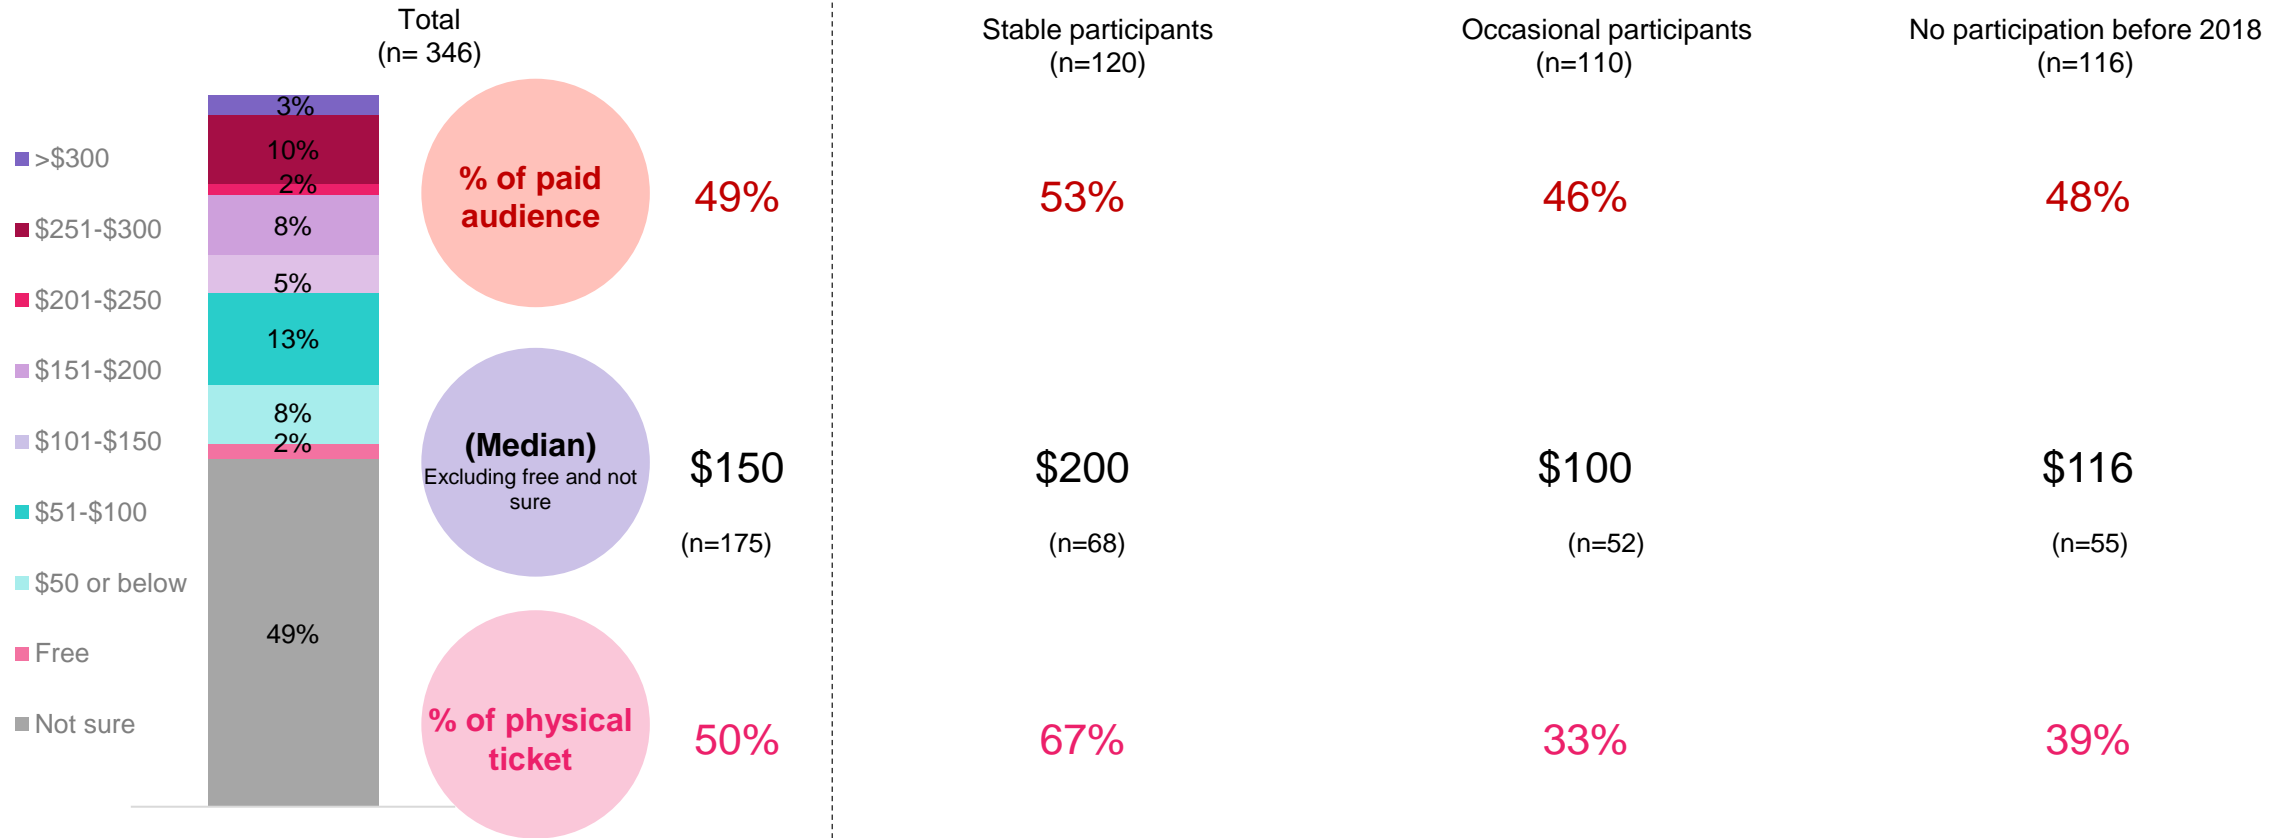 Total
(n= 346)
Stable participants
(n=120)
Occasional participants
(n=110)
No participation before 2018
(n=116)
>$300
$251-$300
$201-$250
$151-$200
$101-$150
$51-$100
$50 or below
Free
Not sure
3%
10%
2%
8%
5%
13%
8%
2%
49%
% of paid
audience
49%
53%
46%
48%
(Median)
Excluding free and not
sure
$150
$200
$100
$116
(n=175)
(n=68)
(n=52)
(n=55)
% of physical
ticket
50%
67%
33%
39%